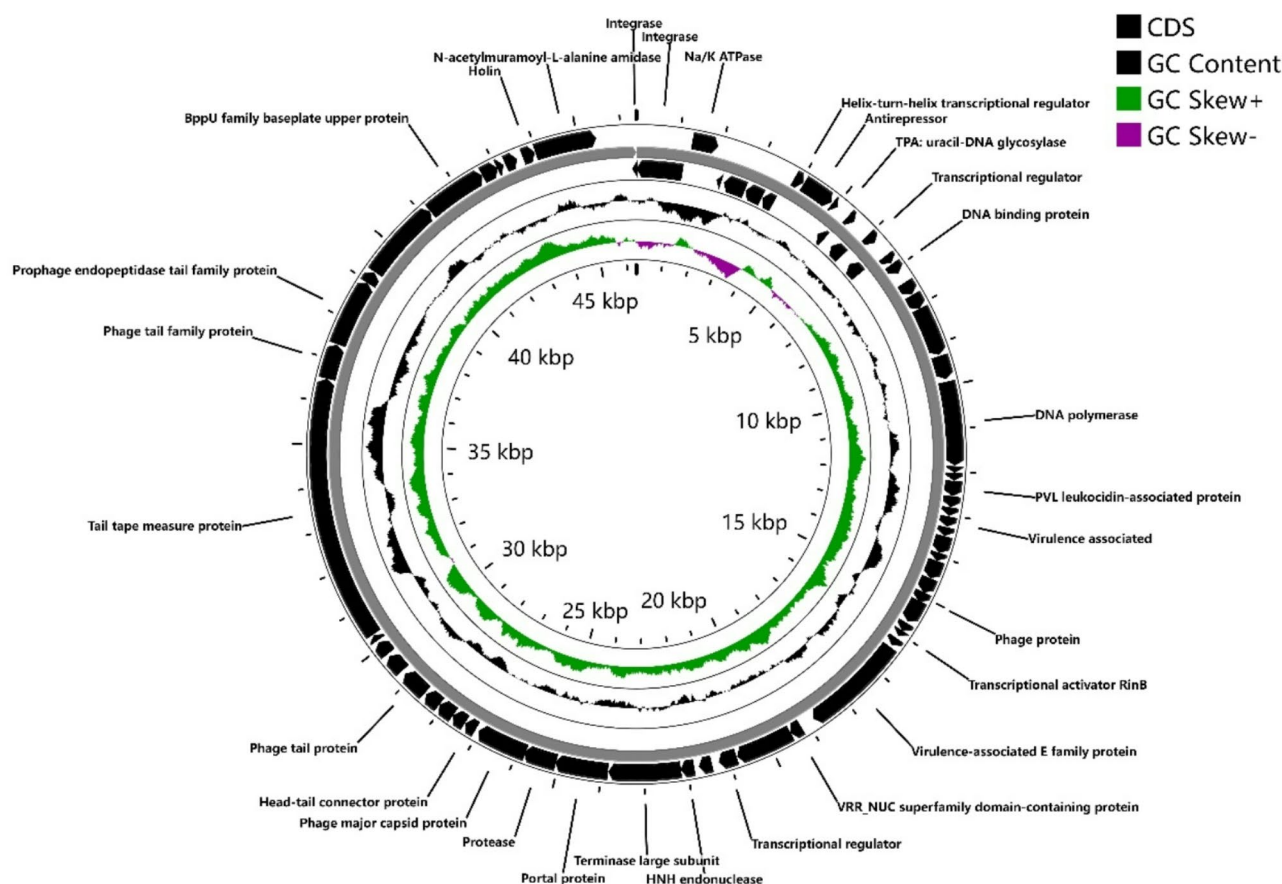 Integrase
Integrase
N-acetylmuramoyl-L-alanine amidase
Na/K ATPase
Holin
BppU family baseplate upper protein
Prophage endopeptidase tail family protein
Phage tail family protein
Tail tape measure protein
Phage tail protein
Head-tail connector protein
Phage major capsid protein
Protease
Portal protein
Terminase large subunit
HNH endonuclease
Transcriptional regulator
VRR_NUC superfamily domain-containing protein
Virulence-associated E family protein
Transcriptional activator RinB
Phage protein
Virulence associated
PVL leukocidin-associated protein
DNA polymerase
DNA binding protein
Transcriptional regulator
TPA: uracil-DNA glycosylase
Antirepressor
Helix-turn-helix transcriptional regulator
CDS
GC Content
GC Skew+
GC Skew-
5 kbp
10 kbp
15 kbp
20 kbp
25 kbp
30 kbp
35 kbp
40 kbp
45 kbp